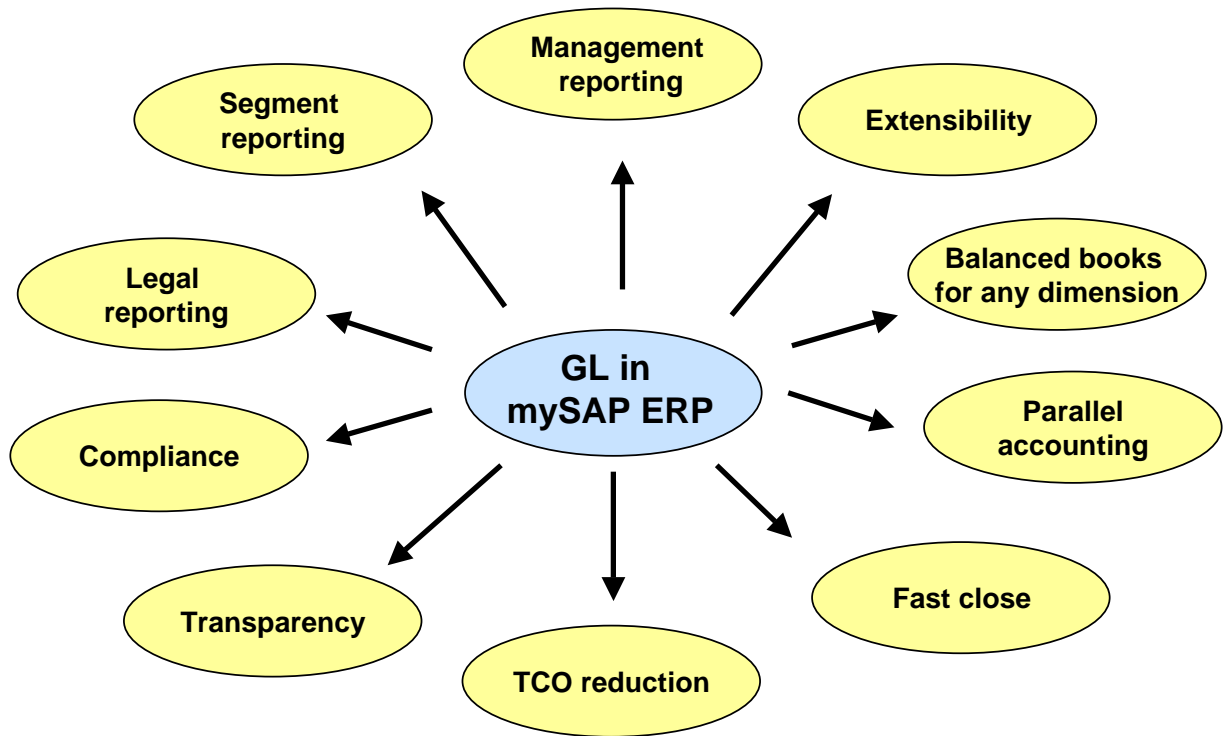 Management
reporting
Segment
reporting
Extensibility
Legal
reporting
Balanced books
for any dimension
GL in
mySAP ERP
Compliance
Parallel
accounting
Transparency
Fast close
TCO reduction